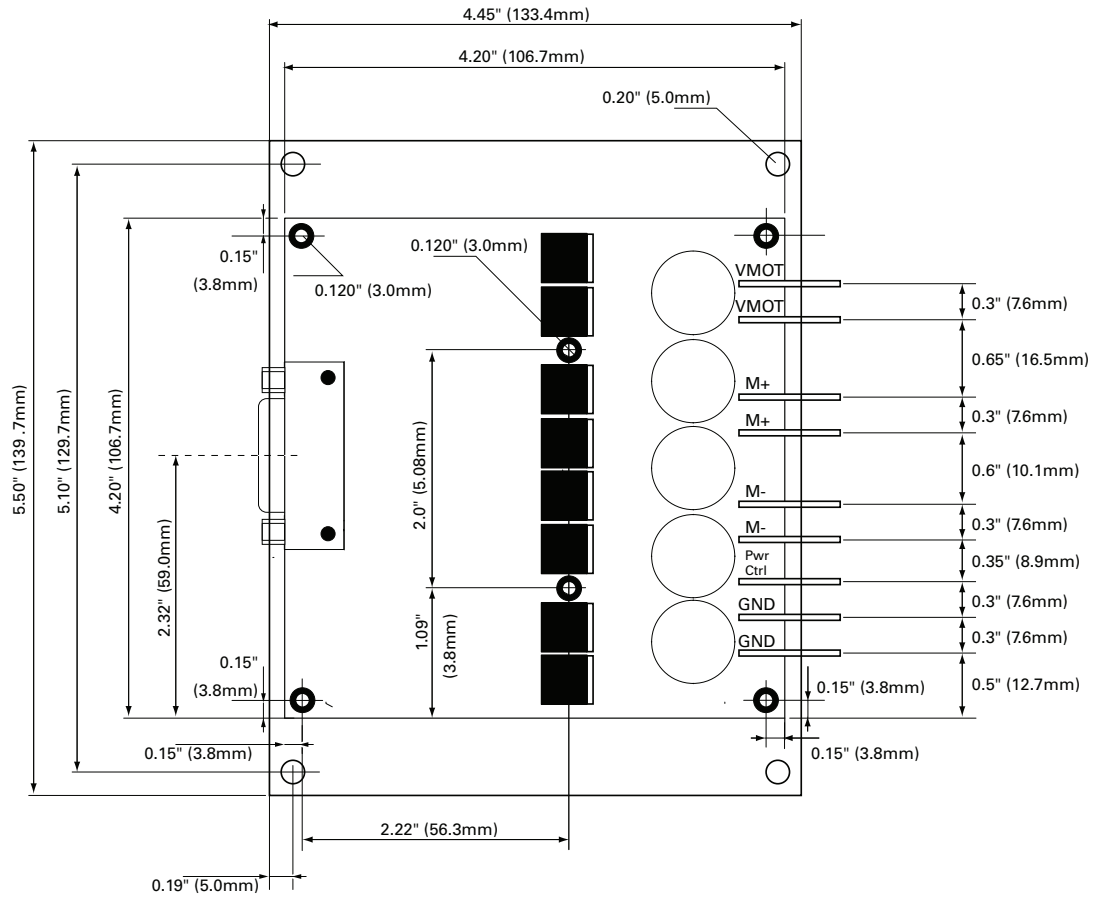 4.45" (133.4mm)
4.20" (106.7mm)
0.20" (5.0mm)
0.120" (3.0mm)
0.15"
(3.8mm)
0.120" (3.0mm)
VMOT
VMOT
0.3" (7.6mm)
0.65" (16.5mm)
M+
0.3" (7.6mm)
M+
0.6" (10.1mm)
M-
0.3" (7.6mm)
M-
Pwr
Ctrl
0.35" (8.9mm)
GND
0.3" (7.6mm)
GND
0.3" (7.6mm)
0.5" (12.7mm)
5.50" (139 .7mm)
5.10" (129.7mm)
4.20" (106.7mm)
2.32" (59.0mm)
2.0" (5.08mm)
1.09"
(3.8mm)
0.15"
(3.8mm)
0.15" (3.8mm)
0.15" (3.8mm)
0.15" (3.8mm)
2.22" (56.3mm)
0.19" (5.0mm)